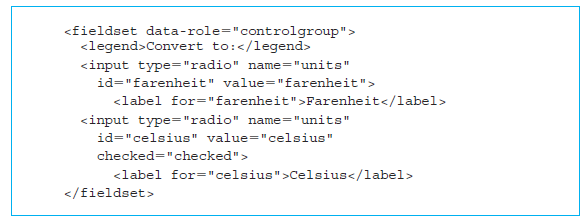 <fieldset data-role="controlgroup">
<legend>Convert to:</legend>
<input type="radio" name="units"
id="farenheit" value="farenheit">
<label for="farenheit">Farenheit</label>
<input type="radio" name="units"
id="celsius" value="celsius"
checked="checked">
<label for="celsius">Celsius</label>
</fieldset>